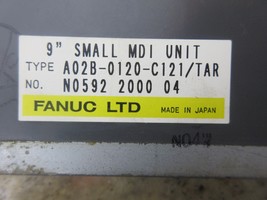 9" SMALL MDI UNIT
TYPE A02B-0120-C121/TAR
NO. N0592 2000 04
FANUC LTD MADE IN JAPAN